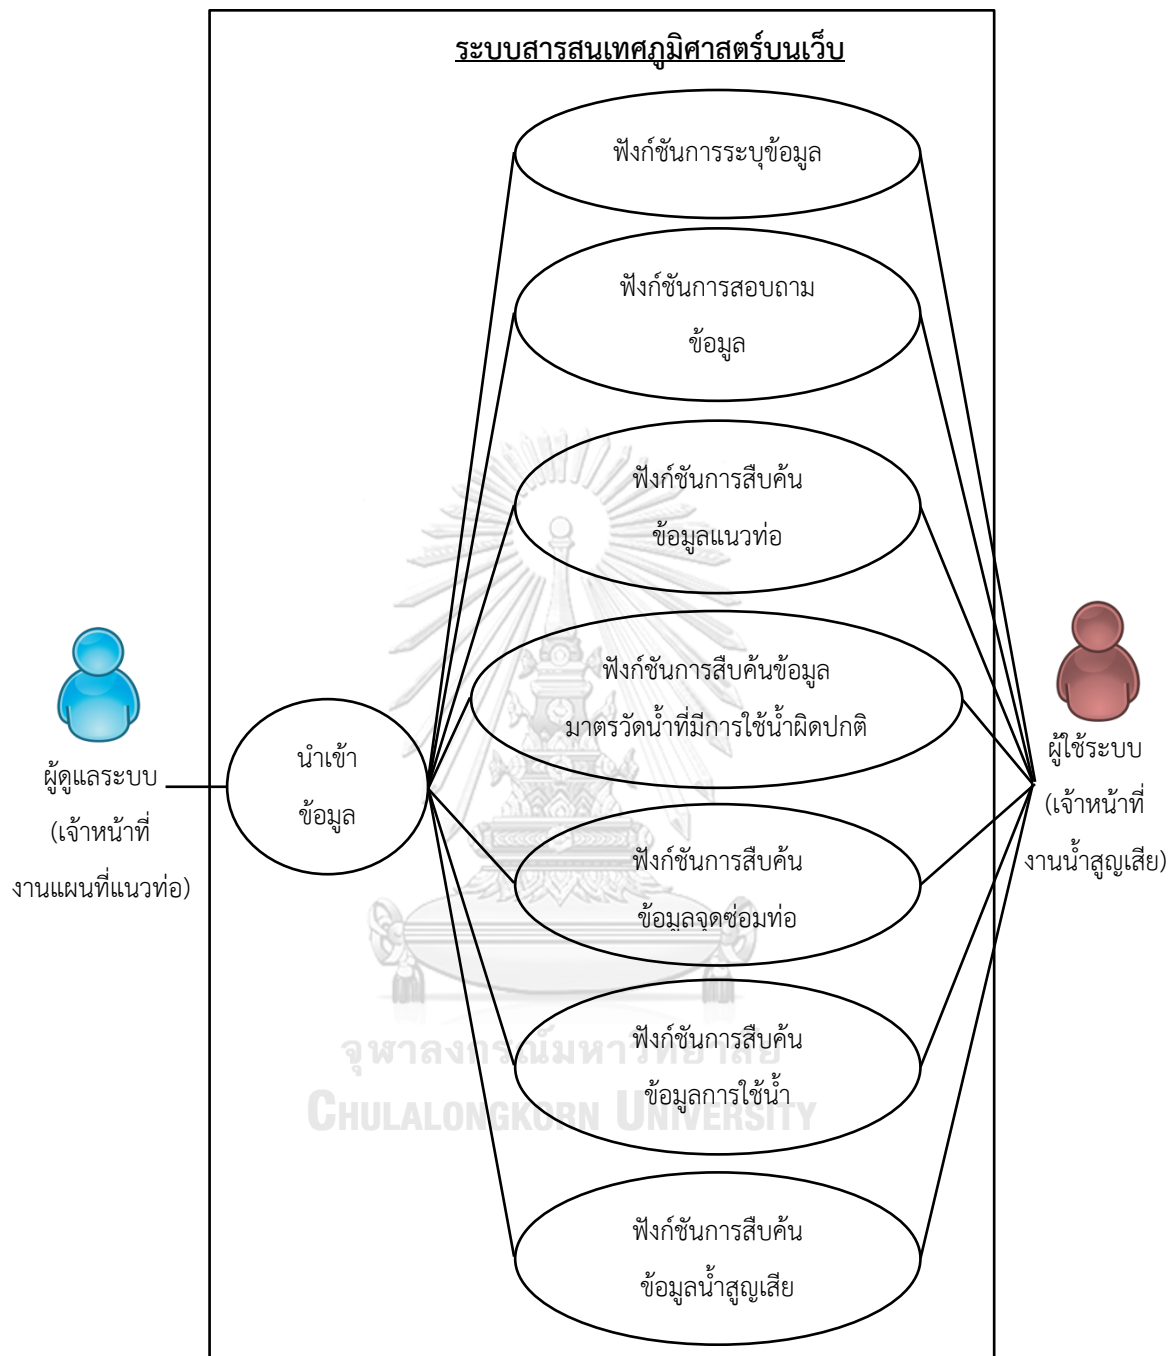 ระบบสารสนเทศภูมิศาสตร์บนเว็บ
ฟังก์ชันการระบุข้อมูล
ฟังก์ชันการสอบถาม
ข้อมูล
ฟังก์ชันการสืบค้น
ข้อมูลแนวท่อ
ฟังก์ชันการสืบค้นข้อมูล
มาตรวัดน้ำที่มีการใช้น้ำผิดปกติ
นำเข้า
ข้อมูล
ผู้ดูแลระบบ
(เจ้าหน้าที่
งานแผนที่แนวท่อ)
ผู้ใช้ระบบ
(เจ้าหน้าที่
งานน้ำสูญเสีย)
ฟังก์ชันการสืบค้น
ข้อมูลจุดซ่อมท่อ
ฟังก์ชันการสืบค้น
ข้อมูลการใช้น้ำ
ฟังก์ชันการสืบค้น
ข้อมูลน้ำสูญเสีย
จุฬาลงกรณ์มหาวิทยาลัย
CHULALONGKORN UNIVERSITY